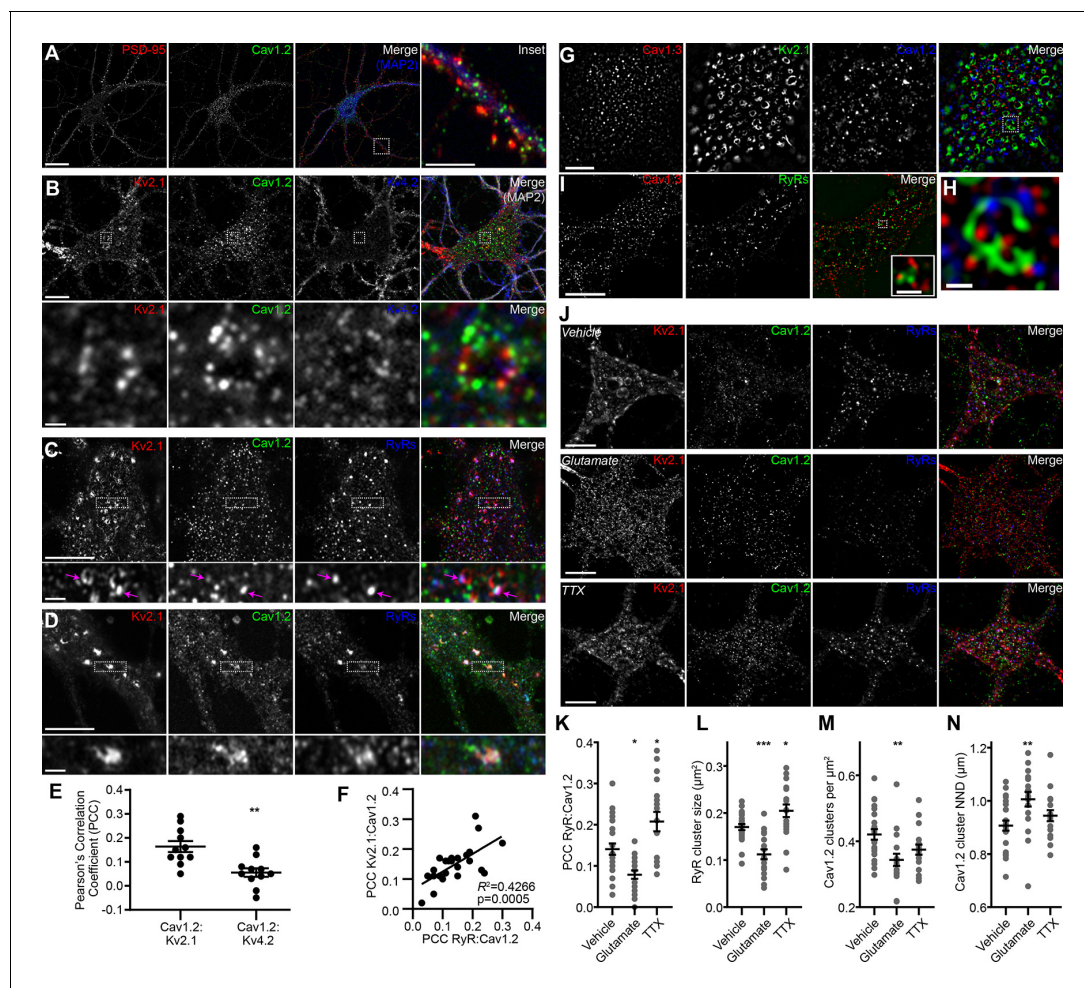 A
PSD-95 Cav1.2 Merge (MAP2) Inset
B
Kv2.1 Cav1.2 Kv4.2 Merge (MAP2)
Kv2.1 Cav1.2 Kv4.2 Merge
C
Kv2.1 Cav1.2 RyRs Merge
D
Kv2.1 Cav1.2 RyRs Merge
E
Pearson's Correlation Coefficient (PCC)
0.4
0.3
0.2
0.1
0.0
-0.1
**
Cav1.2: Kv2.1
Cav1.2: Kv4.2
F
PCC Kv2.1:Cav1.2
0.4
0.3
0.2
0.1
0.0
R²=0.4266
p=0.0005
0.0 0.1 0.2 0.3 0.4
PCC RyR:Cav1.2
G
Cav1.3 Kv2.1 Cav1.2 Merge
I
Cav1.3 RyRs Merge
H
J
Vehicle Kv2.1 Cav1.2 RyRs Merge
Glutamate Kv2.1 Cav1.2 RyRs Merge
TTX Kv2.1 Cav1.2 RyRs Merge
K
PCC RyR:Cav1.2
0.4
0.3
0.2
0.1
0.0
* *
Vehicle Glutamate TTX
L
RyR cluster size (µm²)
0.3
0.2
0.1
0.0
*** *
Vehicle Glutamate TTX
M
Cav1.2 clusters per µm²
0.6
0.4
0.2
**
Vehicle Glutamate TTX
N
Cav1.2 cluster NND (µm)
1.2
1.0
0.8
0.6
**
Vehicle Glutamate TTX